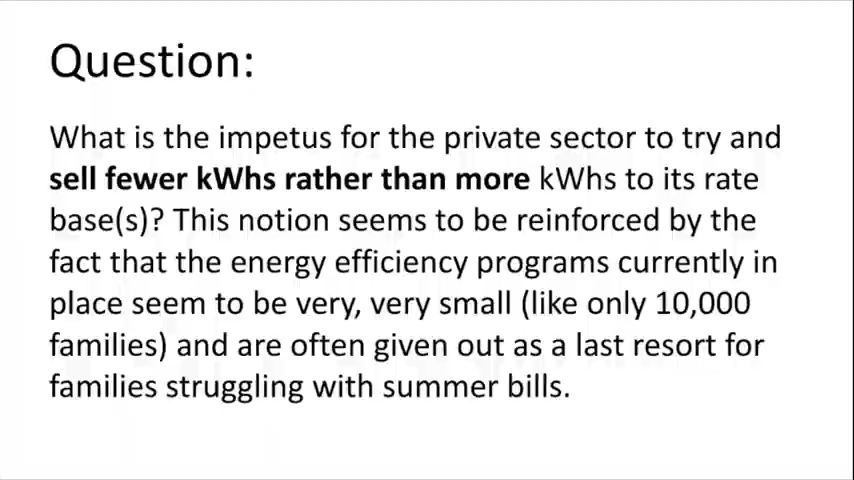 Question:
What is the impetus for the private sector to try and
sell fewer kWhs rather than more kWhs to its rate
base(s)? This notion seems to be reinforced by the
fact that the energy efficiency programs currently in
place seem to be very, very small (like only 10,000
families) and are often given out as a last resort for
families struggling with summer bills.